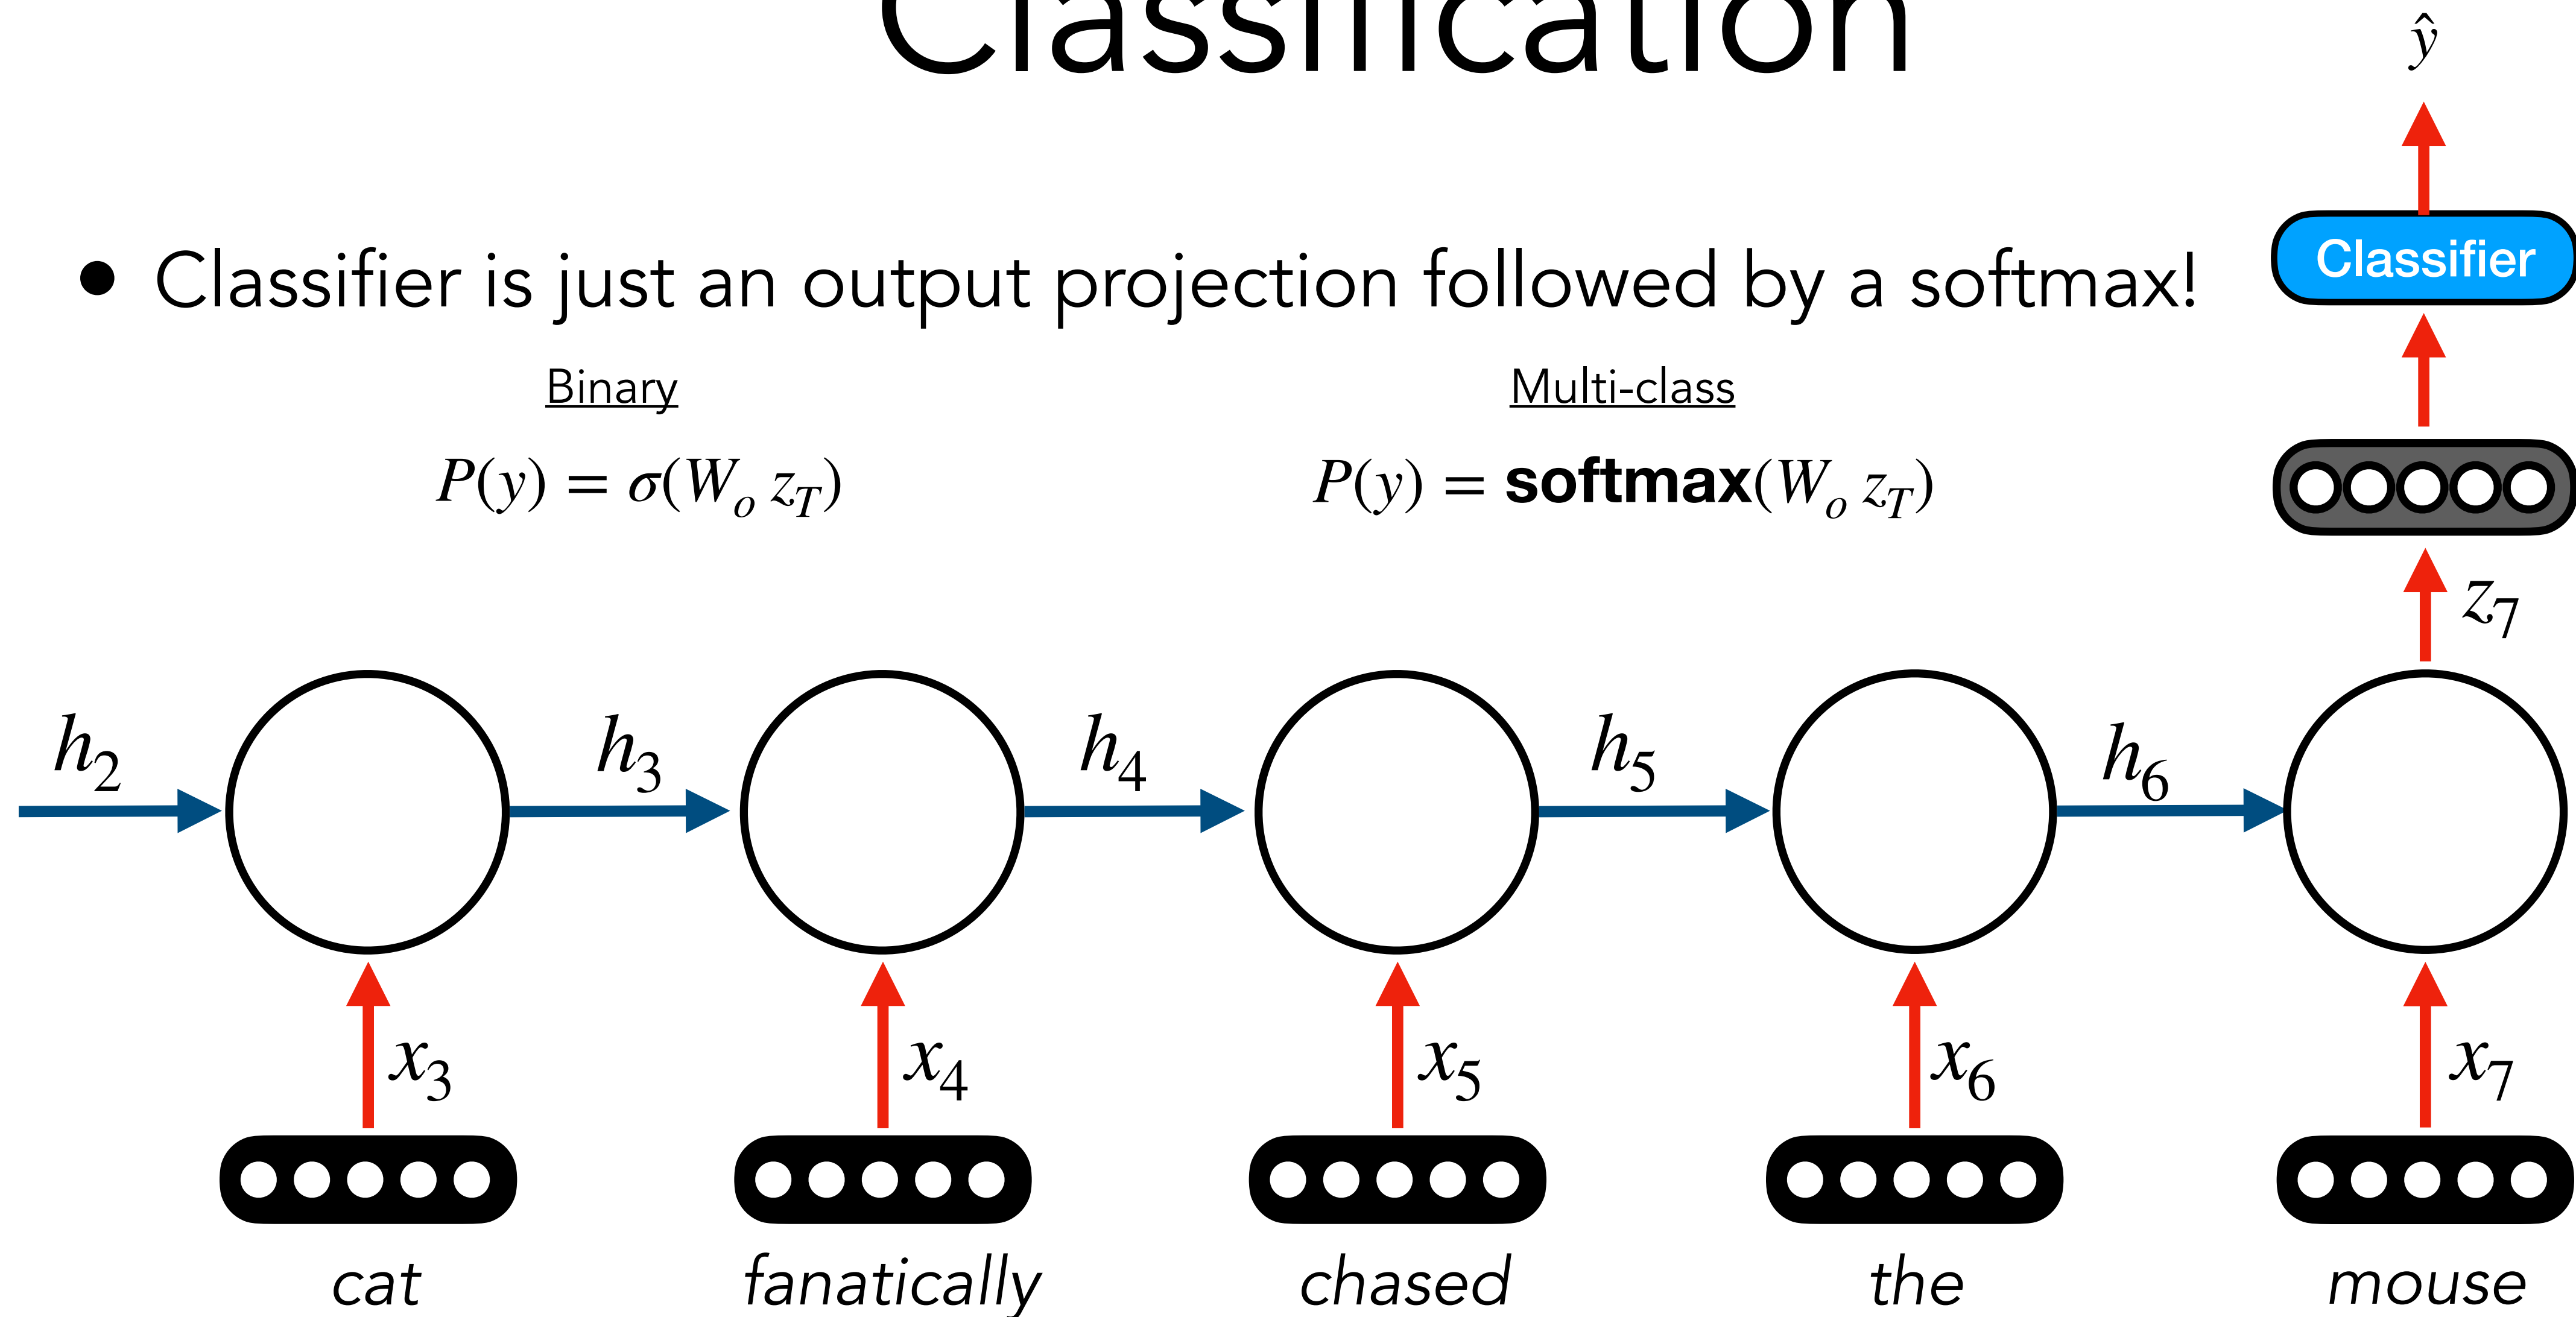 Classification
ŷ
• Classifier is just an output projection followed by a softmax!
Classifier
Binary
Multi-class
P(y) = σ(W_o z_T)
P(y) = softmax(W_o z_T)
z_7
h_2
h_3
h_4
h_5
h_6
x_3
x_4
x_5
x_6
x_7
cat
fanatically
chased
the
mouse